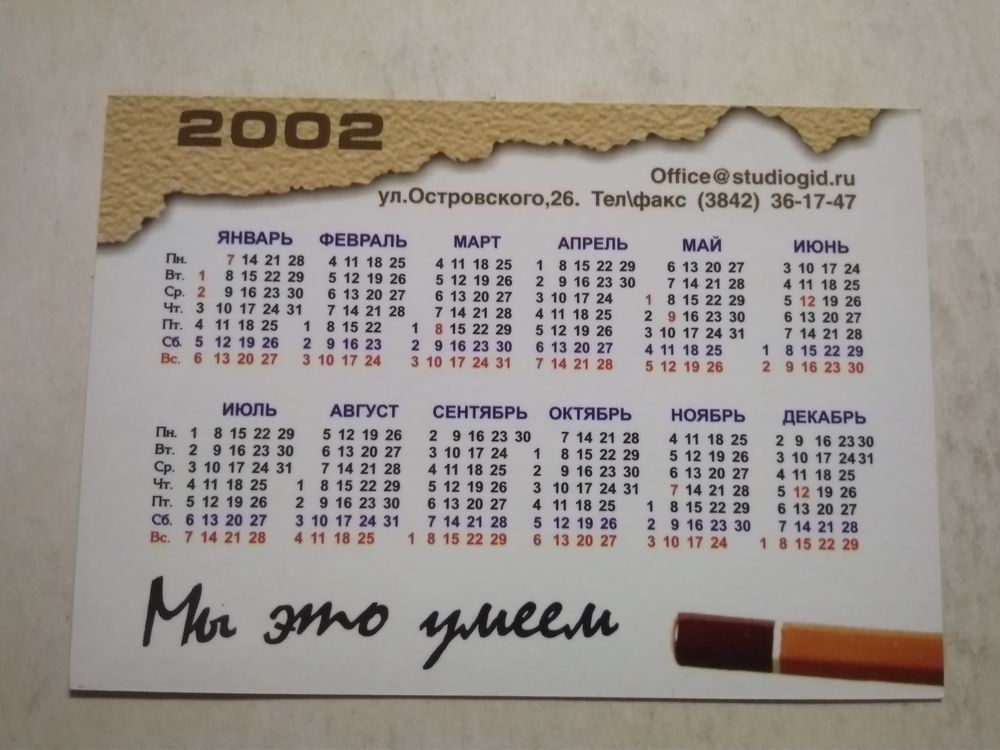 2002
Office@studiogid.ru
ул.Островского,26. Тел\факс (3842) 36-17-47
ЯНВАРЬ ФЕВРАЛЬ МАРТ АПРЕЛЬ МАЙ ИЮНЬ
Пн. 7 14 21 28 4 11 18 25 4 11 18 25 1 8 15 22 29 6 13 20 27 3 10 17 24
Вт. 1 8 15 22 29 5 12 19 26 5 12 19 26 2 9 16 23 30 7 14 21 28 4 11 18 25
Ср. 2 9 16 23 30 6 13 20 27 6 13 20 27 3 10 17 24 1 8 15 22 29 5 12 19 26
Чт. 3 10 17 24 31 7 14 21 28 7 14 21 28 4 11 18 25 2 9 16 23 30 6 13 20 27
Пт. 4 11 18 25 1 8 15 22 1 8 15 22 29 5 12 19 26 3 10 17 24 31 7 14 21 28
Сб. 5 12 19 26 2 9 16 23 2 9 16 23 30 6 13 20 27 4 11 18 25 1 8 15 22 29
Вс. 6 13 20 27 3 10 17 24 3 10 17 24 31 7 14 21 28 5 12 19 26 2 9 16 23 30
ИЮЛЬ АВГУСТ СЕНТЯБРЬ ОКТЯБРЬ НОЯБРЬ ДЕКАБРЬ
Пн. 1 8 15 22 29 5 12 19 26 2 9 16 23 30 7 14 21 28 4 11 18 25 2 9 16 23 30
Вт. 2 9 16 23 30 6 13 20 27 3 10 17 24 1 8 15 22 29 5 12 19 26 3 10 17 24 31
Ср. 3 10 17 24 31 7 14 21 28 4 11 18 25 2 9 16 23 30 6 13 20 27 4 11 18 25
Чт. 4 11 18 25 1 8 15 22 29 5 12 19 26 3 10 17 24 31 7 14 21 28 5 12 19 26
Пт. 5 12 19 26 2 9 16 23 30 6 13 20 27 4 11 18 25 1 8 15 22 29 6 13 20 27
Сб. 6 13 20 27 3 10 17 24 31 7 14 21 28 5 12 19 26 2 9 16 23 30 7 14 21 28
Вс. 7 14 21 28 4 11 18 25 1 8 15 22 29 6 13 20 27 3 10 17 24 1 8 15 22 29
Мы это умеем